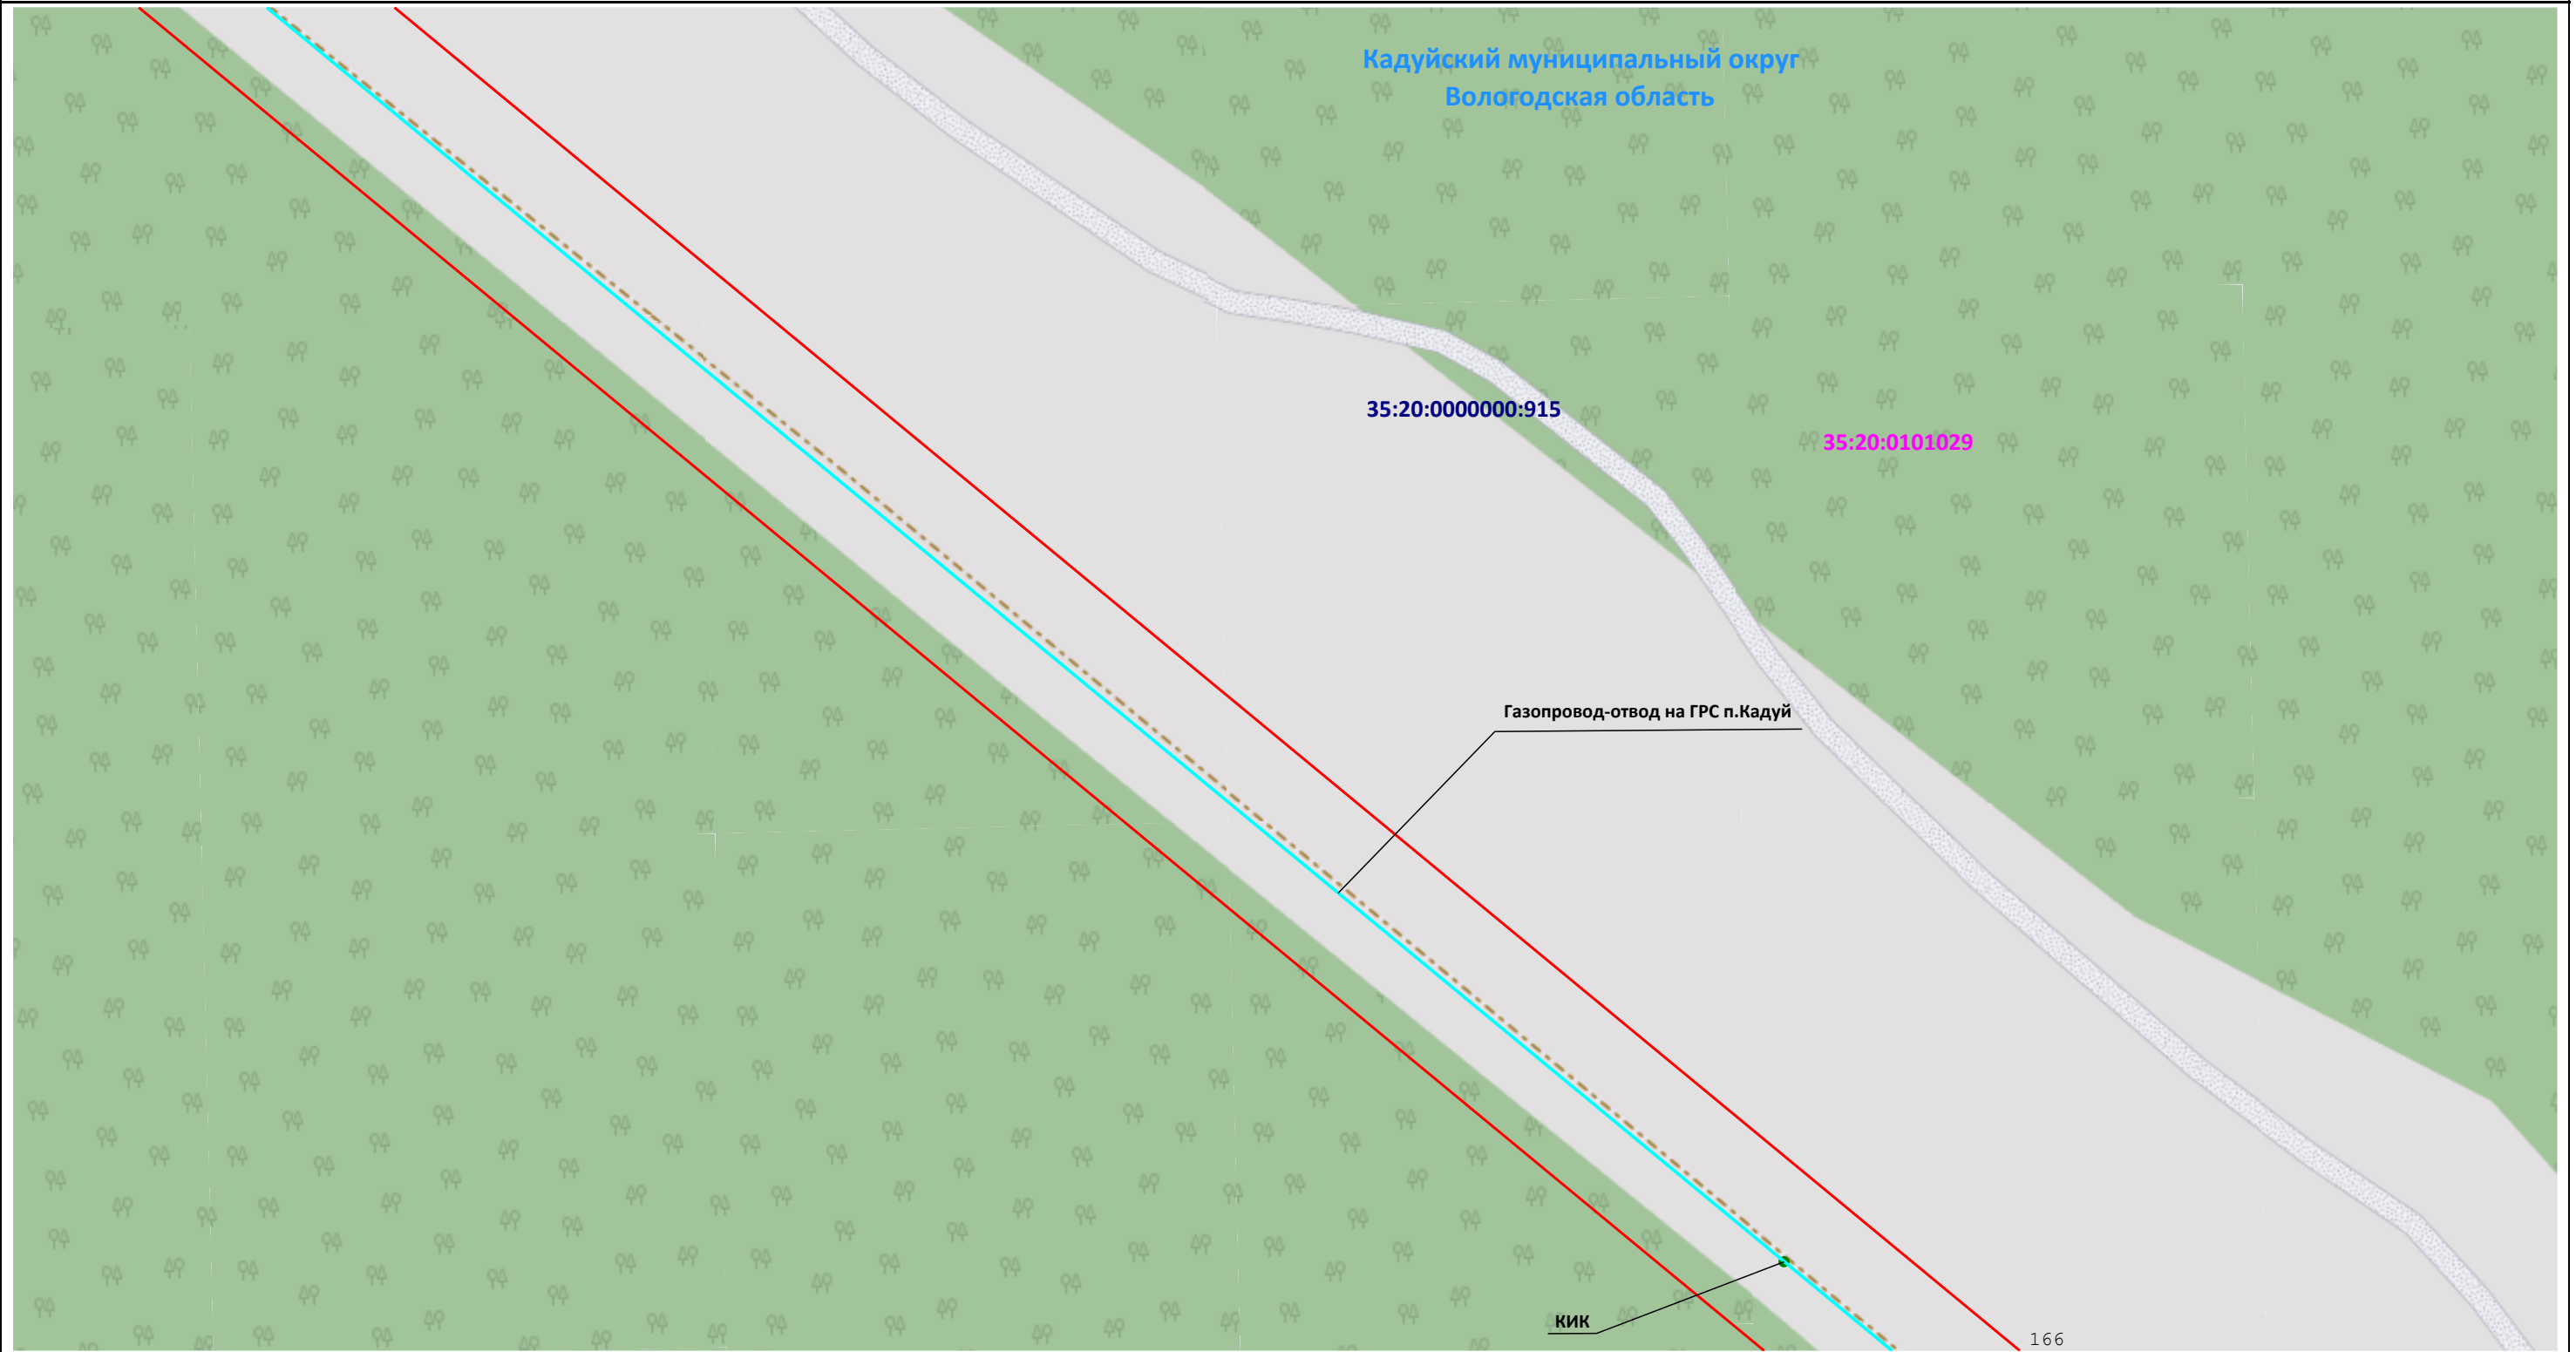 Кадуйский муниципальный округ
Вологодская область
35:20:0000000:915
35:20:0101029
Газопровод-отвод на ГРС п.Кадуй
КИК
166